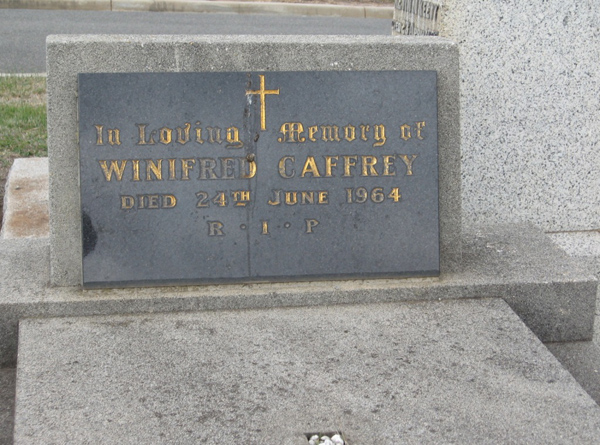 In Loving Memory of
WINIFRED CAFFREY
DIED 24TH JUNE 1964
R · I · P